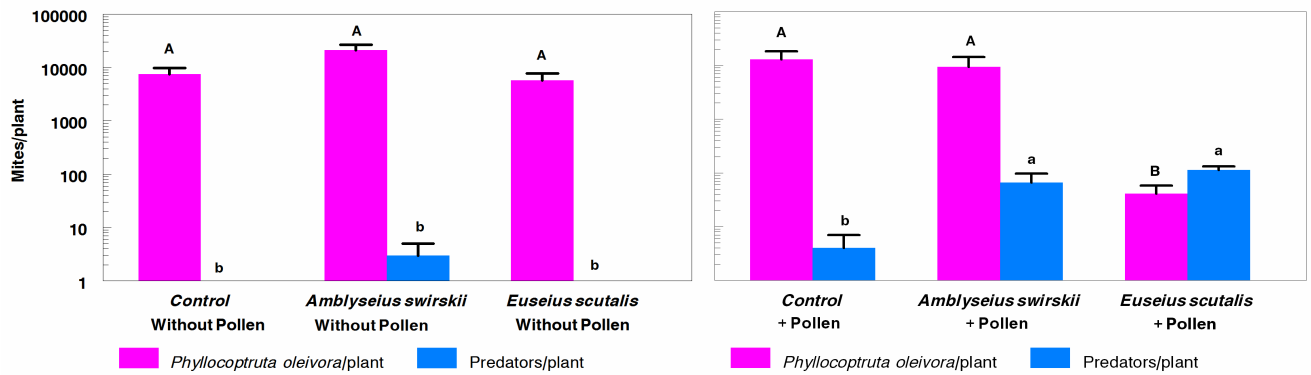 100000
10000
1000
100
10
1
Mites/plant
A
b
A
b
A
b
Control
Without Pollen
Amblyseius swirskii
Without Pollen
Euseius scutalis
Without Pollen
Phyllocoptruta oleivora/plant
Predators/plant
A
b
A
a
B
a
Control
+ Pollen
Amblyseius swirskii
+ Pollen
Euseius scutalis
+ Pollen
Phyllocoptruta oleivora/plant
Predators/plant